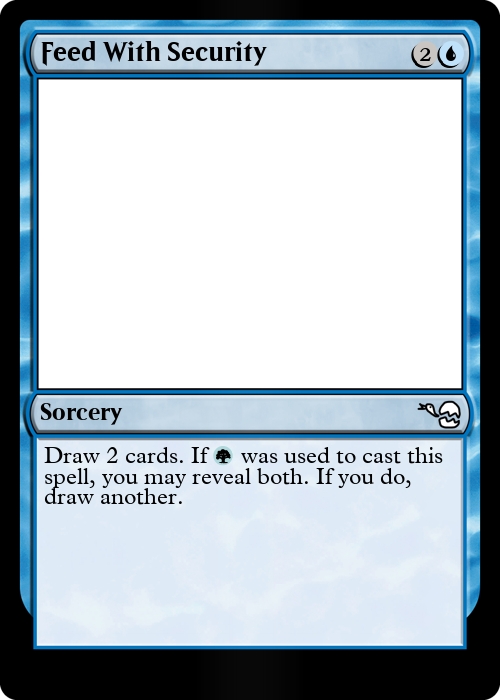 Feed With Security 2
Sorcery
Draw 2 cards. If was used to cast this
spell, you may reveal both. If you do,
draw another.